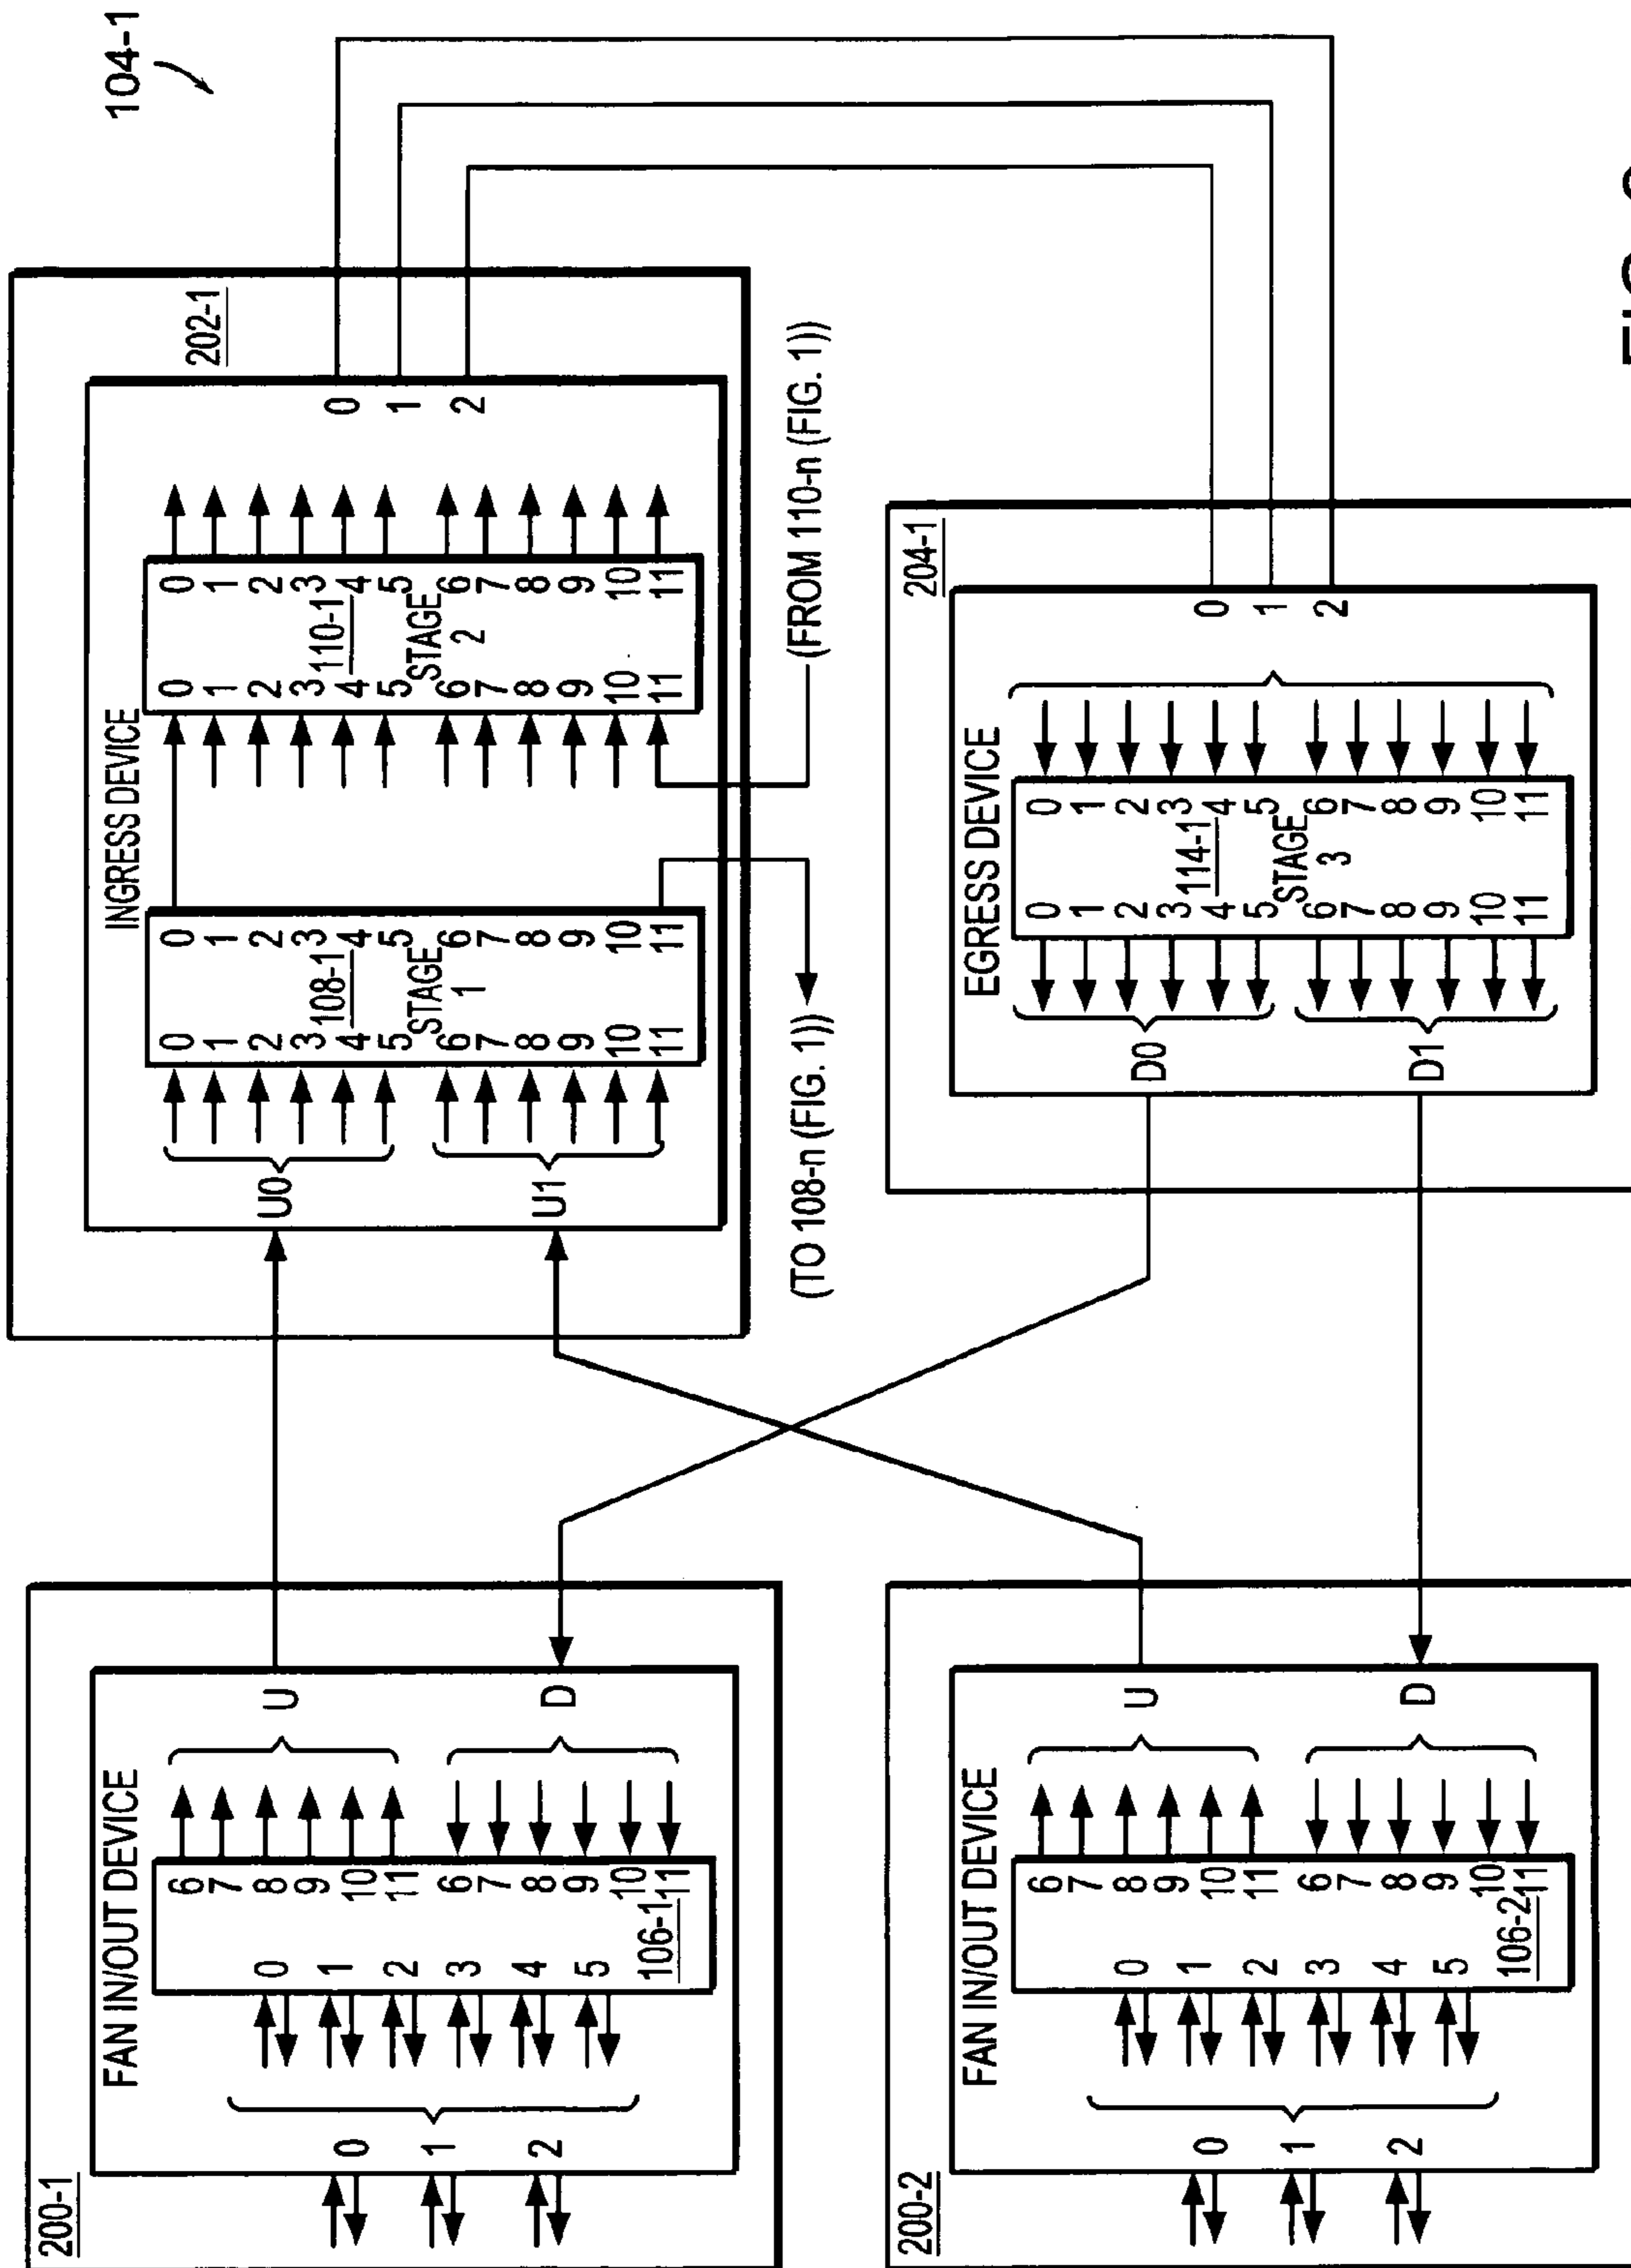 104-1
202-1
INGRESS DEVICE
U0
U1
0 1 2 3 4 5 6 7 8 9 10 11
108-1
STAGE
1
0 1 2 3 4 5 6 7 8 9 10 11
0 1 2 3 4 5 6 7 8 9 10 11
110-1
STAGE
2
0 1 2 3 4 5 6 7 8 9 10 11
0
1
2
(TO 108-n (FIG. 1))
(FROM 110-n (FIG. 1))
200-1
FAN IN/OUT DEVICE
0
1
2
0 1 2 3 4 5
106-1
6 7 8 9 10 11
6 7 8 9 10 11
U
D
204-1
EGRESS DEVICE
D0
D1
0 1 2 3 4 5 6 7 8 9 10 11
114-1
STAGE
3
0 1 2 3 4 5 6 7 8 9 10 11
0
1
2
200-2
FAN IN/OUT DEVICE
0
1
2
0 1 2 3 4 5
106-2
6 7 8 9 10 11
6 7 8 9 10 11
U
D